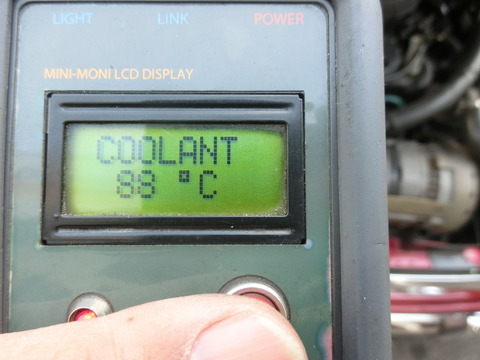 LIGHT LINK POWER
MINI-MONI LCD DISPLAY
COOLANT
88 °C